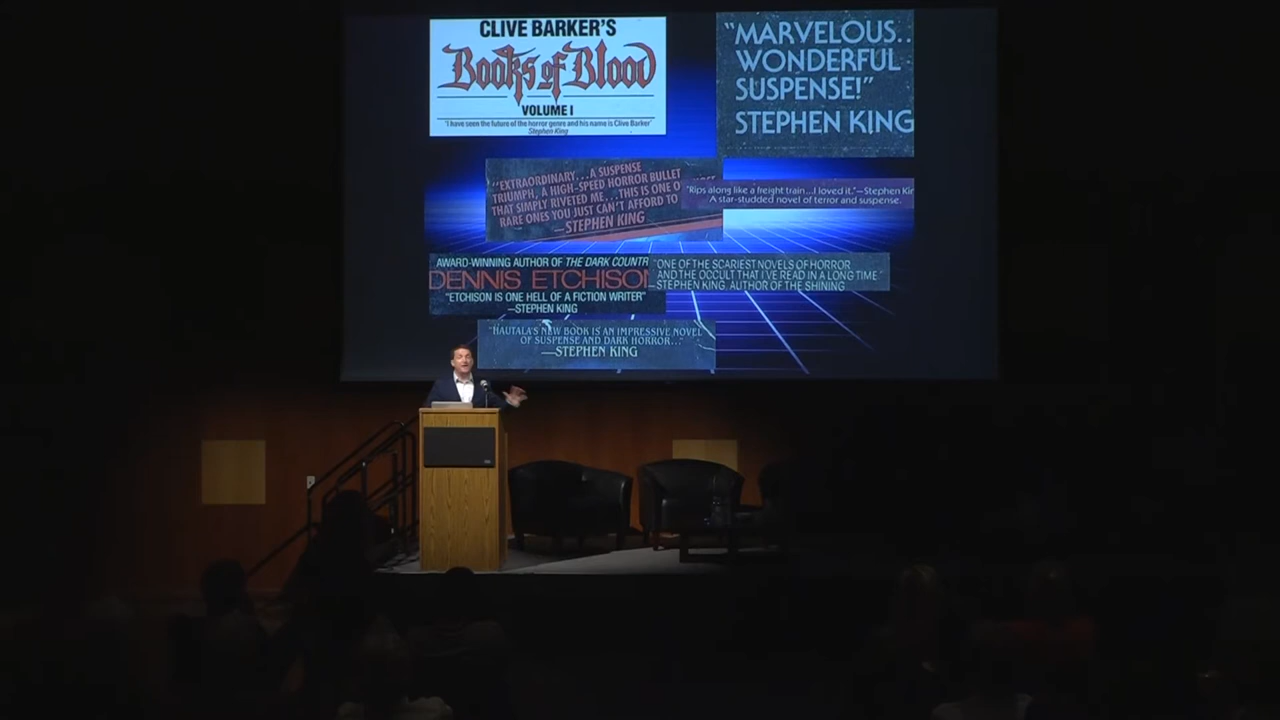 CLIVE BARKER'S
Books of Blood
VOLUME I
"I have seen the future of the horror genre and his name is Clive Barker"
Stephen King
"MARVELOUS..
WONDERFUL
SUSPENSE!"
STEPHEN KING
"EXTRAORDINARY...A SUSPENSE
TRIUMPH, A HIGH-SPEED HORROR BULLET
THAT SIMPLY RIVETED ME...THIS IS ONE O
RARE ONES YOU JUST CAN'T AFFORD TO
—STEPHEN KING
"Rips along like a freight train...I loved it."—Stephen Kin
A star-studded novel of terror and suspense.
AWARD-WINNING AUTHOR OF THE DARK COUNTR
DENNIS ETCHISON
"ETCHISON IS ONE HELL OF A FICTION WRITER"
—STEPHEN KING
"ONE OF THE SCARIEST NOVELS OF HORROR
AND THE OCCULT THAT I'VE READ IN A LONG TIME."
—STEPHEN KING, AUTHOR OF THE SHINING
"HAUTALA'S NEW BOOK IS AN IMPRESSIVE NOVEL
OF SUSPENSE AND DARK HORROR..."
—STEPHEN KING